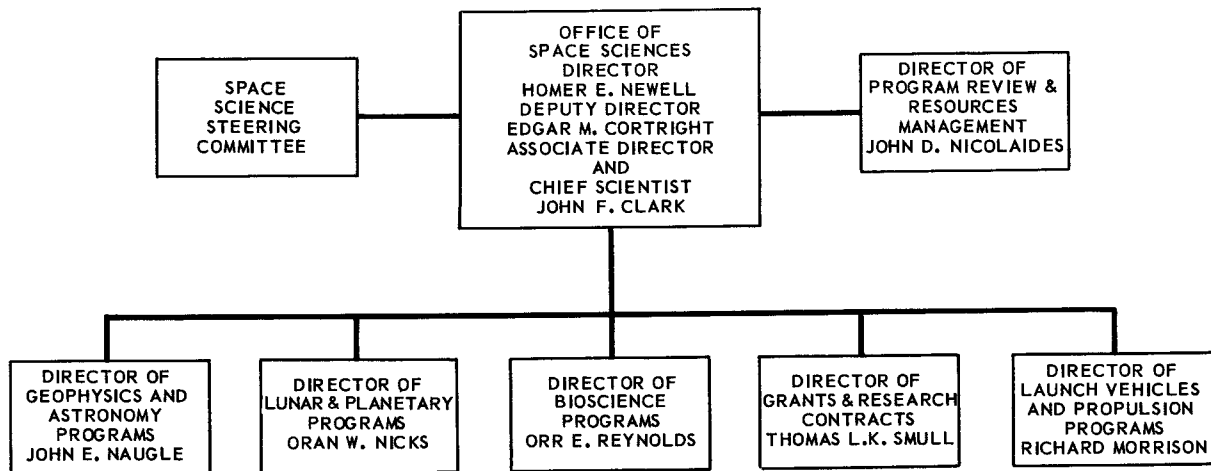 SPACE
SCIENCE
STEERING
COMMITTEE
OFFICE OF
SPACE SCIENCES
DIRECTOR
HOMER E. NEWELL
DEPUTY DIRECTOR
EDGAR M. CORTRIGHT
ASSOCIATE DIRECTOR
AND
CHIEF SCIENTIST
JOHN F. CLARK
DIRECTOR OF
PROGRAM REVIEW &
RESOURCES
MANAGEMENT
JOHN D. NICOLAIDES
DIRECTOR OF
GEOPHYSICS AND
ASTRONOMY
PROGRAMS
JOHN E. NAUGLE
DIRECTOR OF
LUNAR & PLANETARY
PROGRAMS
ORAN W. NICKS
DIRECTOR OF
BIOSCIENCE
PROGRAMS
ORR E. REYNOLDS
DIRECTOR OF
GRANTS & RESEARCH
CONTRACTS
THOMAS L.K. SMULL
DIRECTOR OF
LAUNCH VEHICLES
AND PROPULSION
PROGRAMS
RICHARD MORRISON